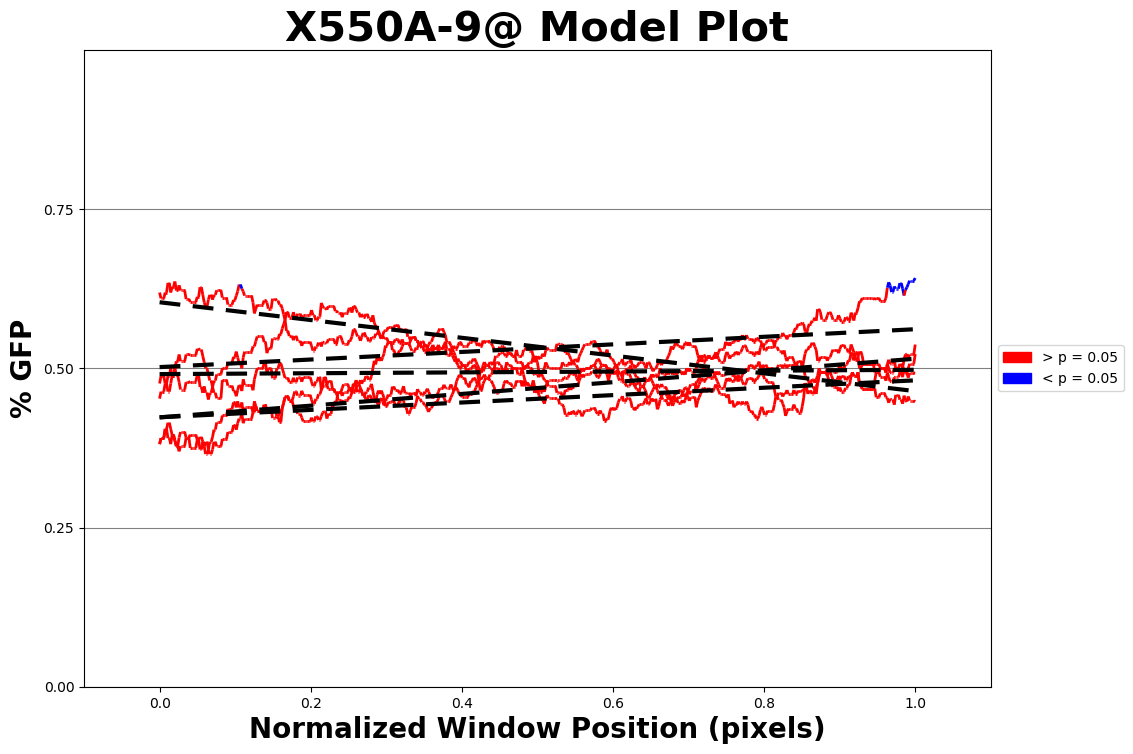 X550A-9@ Model Plot
% GFP
0.75
0.50
0.25
0.00
0.0 0.2 0.4 0.6 0.8 1.0
Normalized Window Position (pixels)
> p = 0.05
< p = 0.05